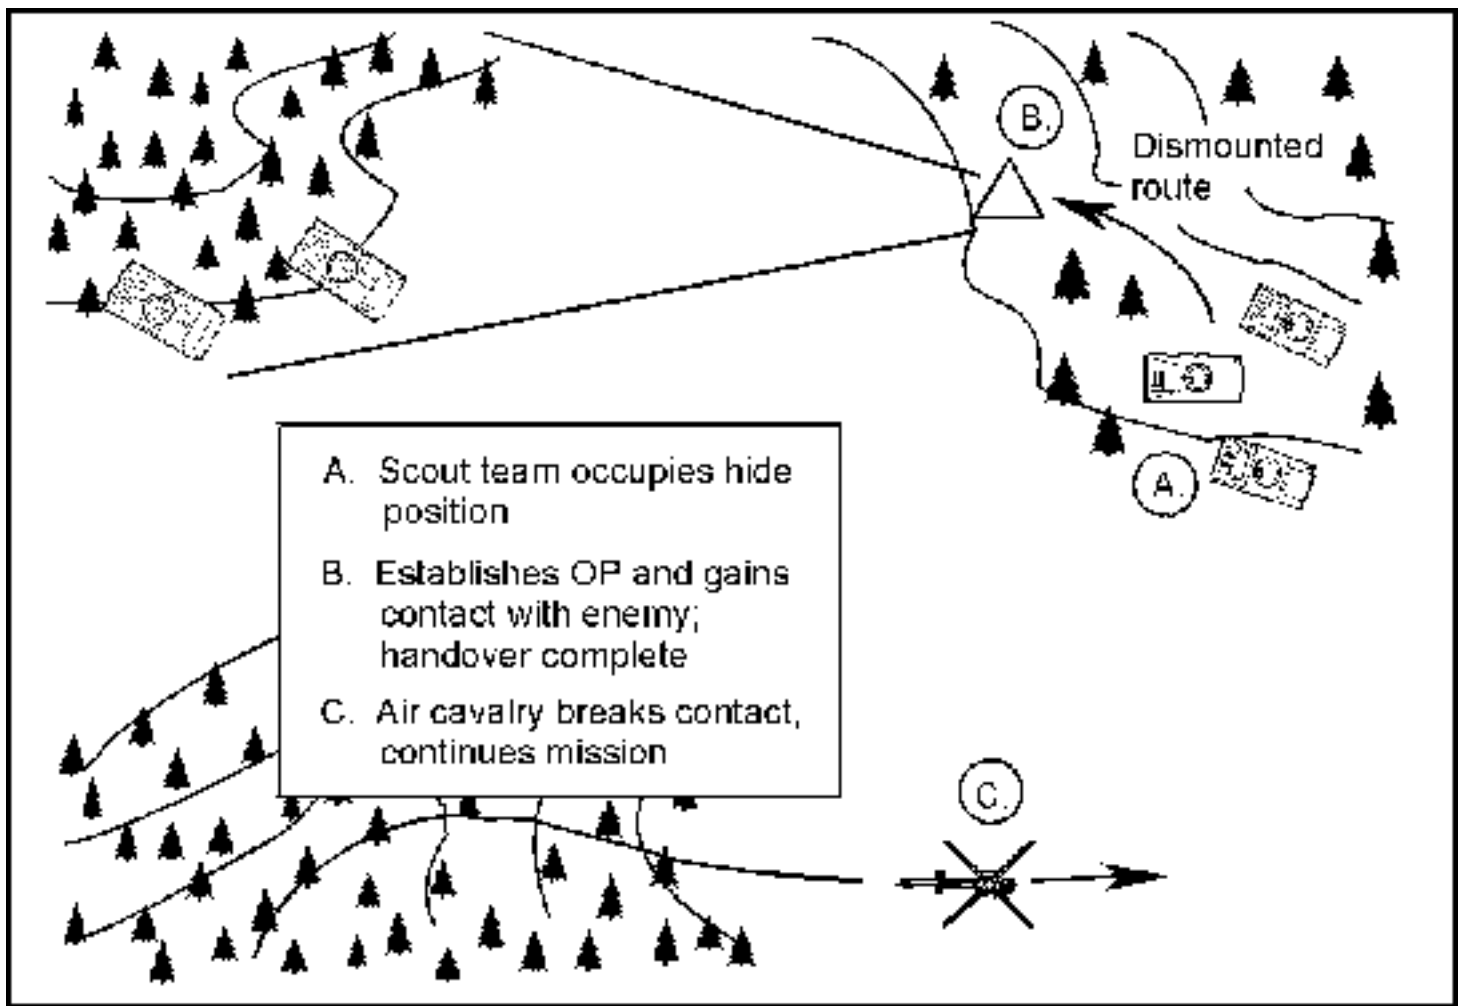 B.
Dismounted
route
A.
A. Scout team occupies hide
position
B. Establishes OP and gains
contact with enemy;
handover complete
C. Air cavalry breaks contact,
continues mission
C.